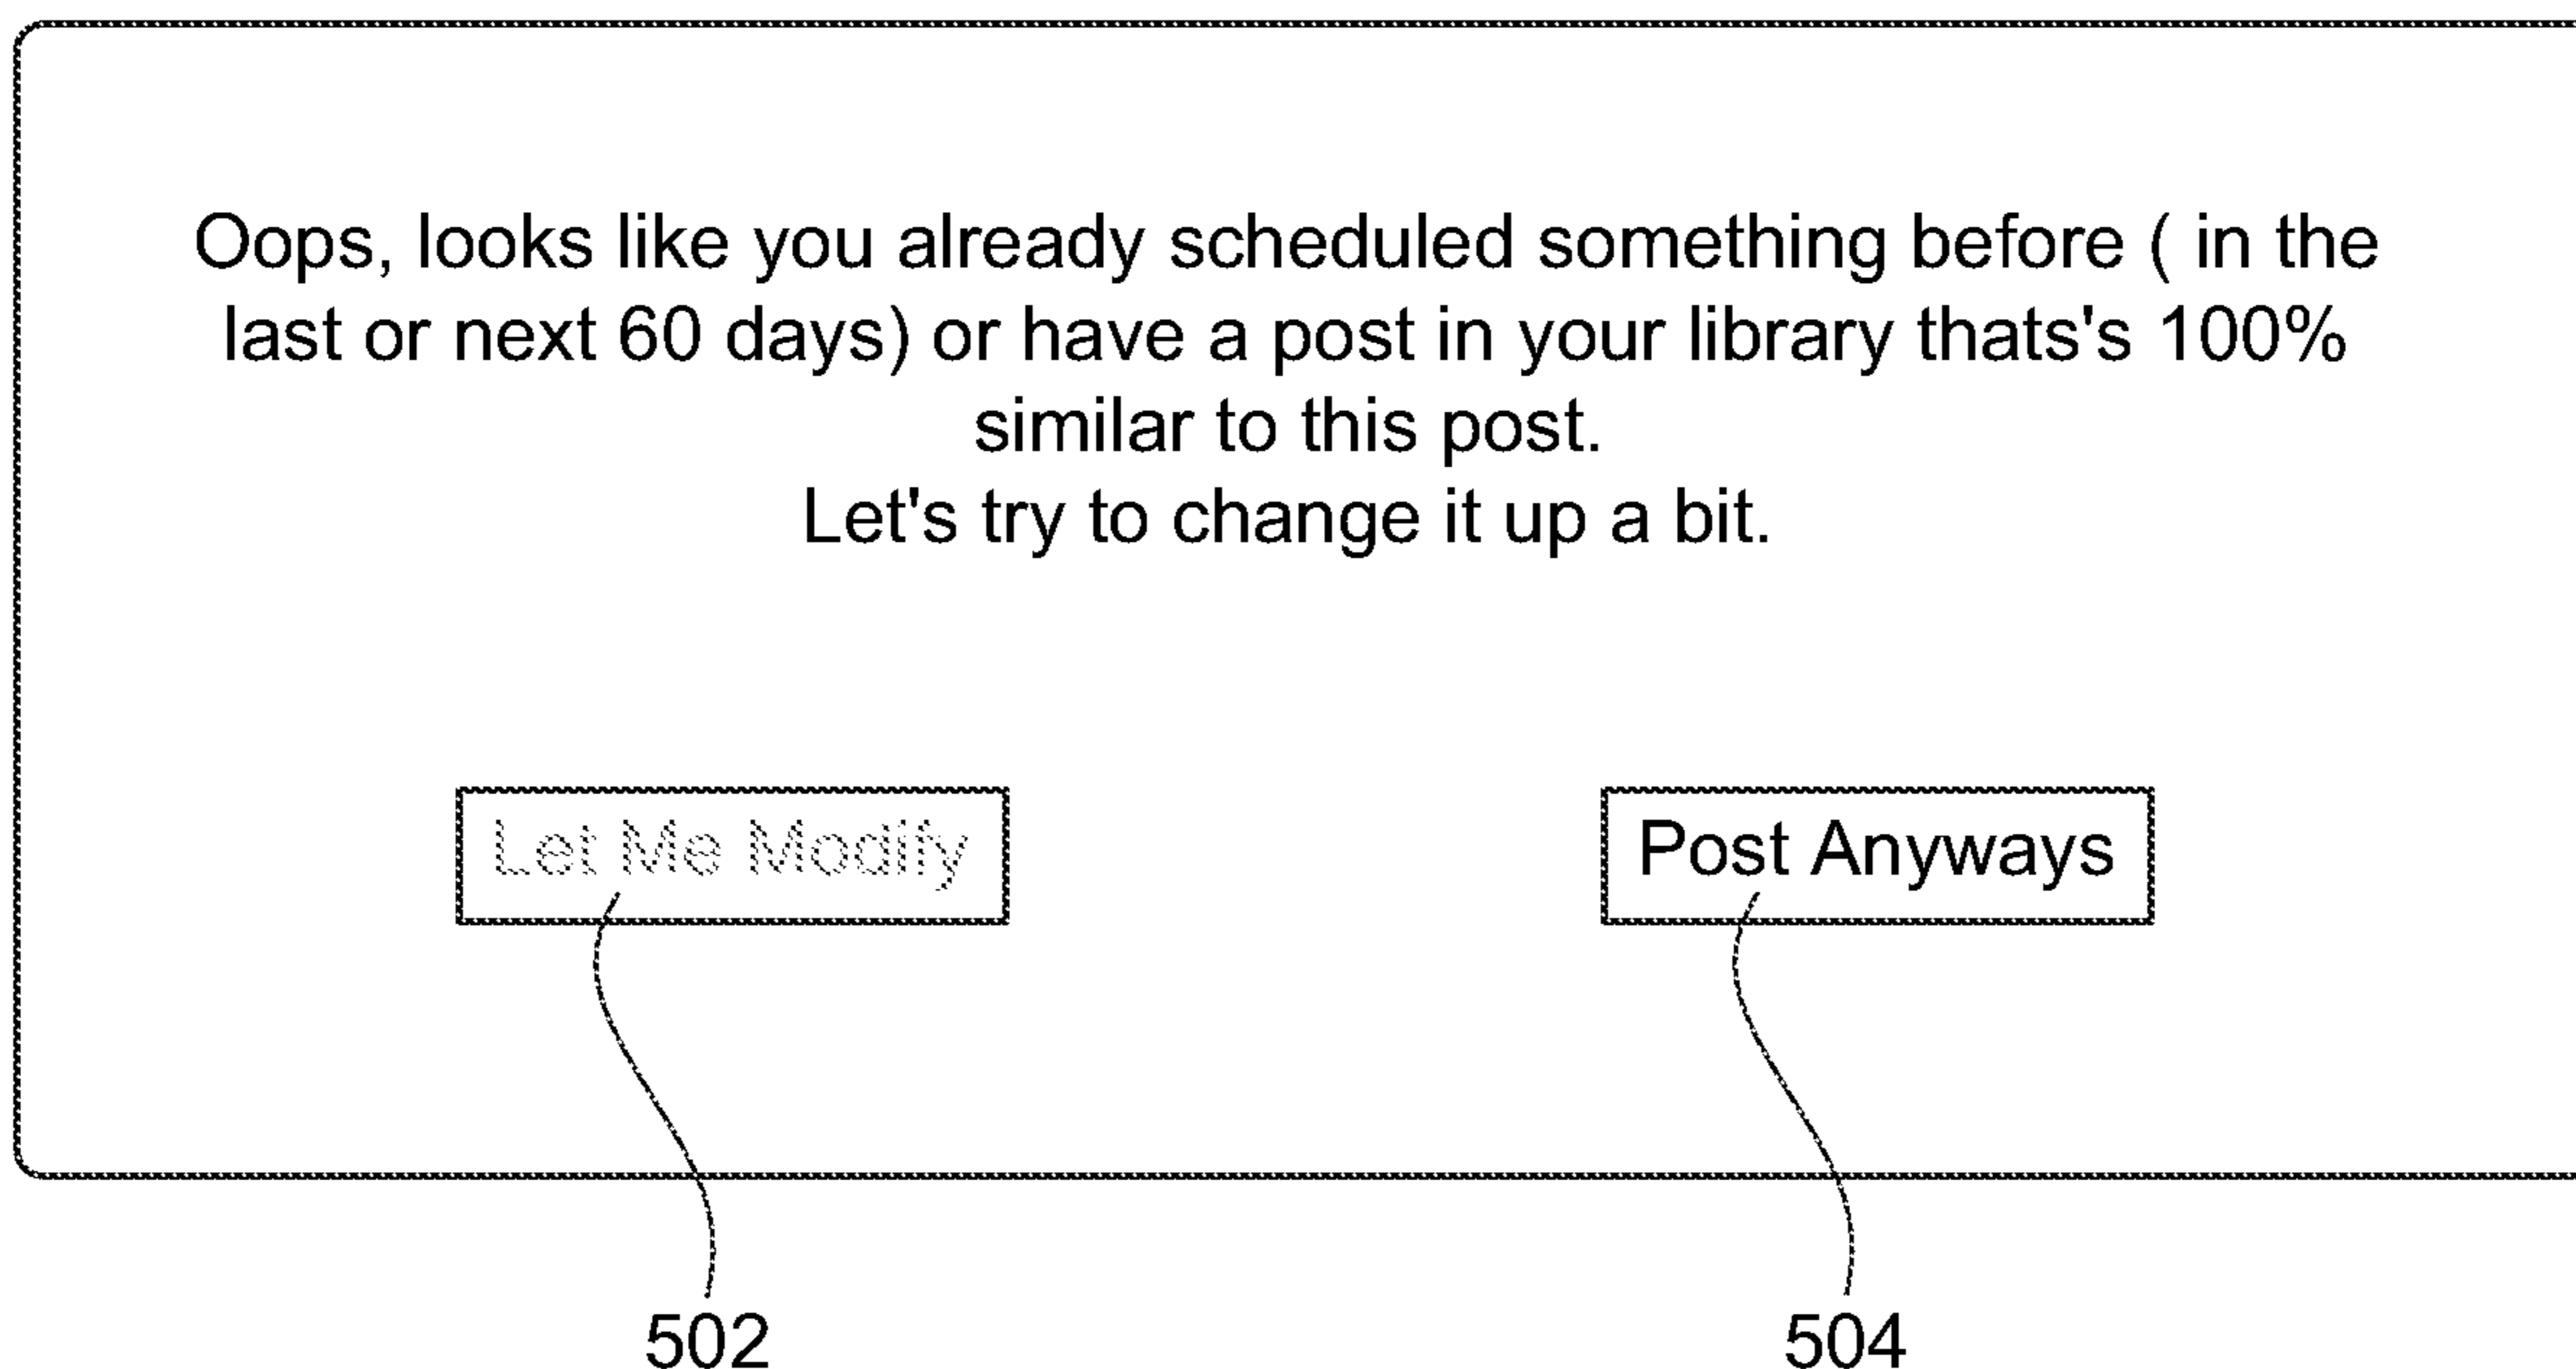 Oops, looks like you already scheduled something before ( in the
last or next 60 days) or have a post in your library thats's 100%
similar to this post.
Let's try to change it up a bit.
Let Me Modify
Post Anyways
502
504